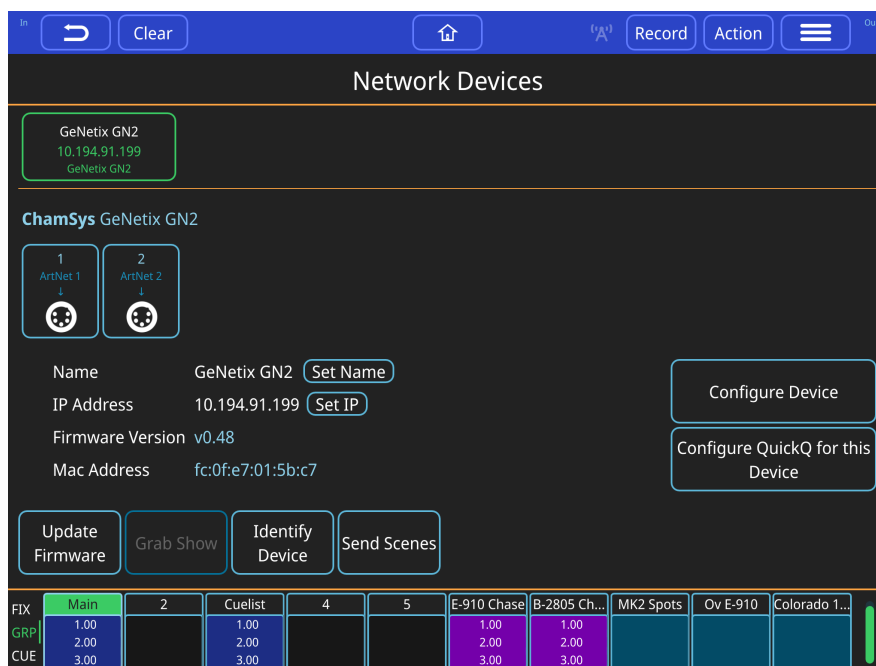 In
Clear
Record
Action
Ou
Network Devices
GeNetix GN2
10.194.91.199
GeNetix GN2
ChamSys GeNetix GN2
1
ArtNet 1
↓
2
ArtNet 2
↓
Name
GeNetix GN2
Set Name
IP Address
10.194.91.199
Set IP
Firmware Version
v0.48
Mac Address
fc:0f:e7:01:5b:c7
Configure Device
Configure QuickQ for this
Device
Update
Firmware
Grab Show
Identify
Device
Send Scenes
FIX
GRP
CUE
Main
1.00
2.00
3.00
2
Cuelist
1.00
2.00
3.00
4
5
E-910 Chase
1.00
2.00
3.00
B-2805 Ch...
1.00
2.00
3.00
MK2 Spots
Ov E-910
Colorado 1...